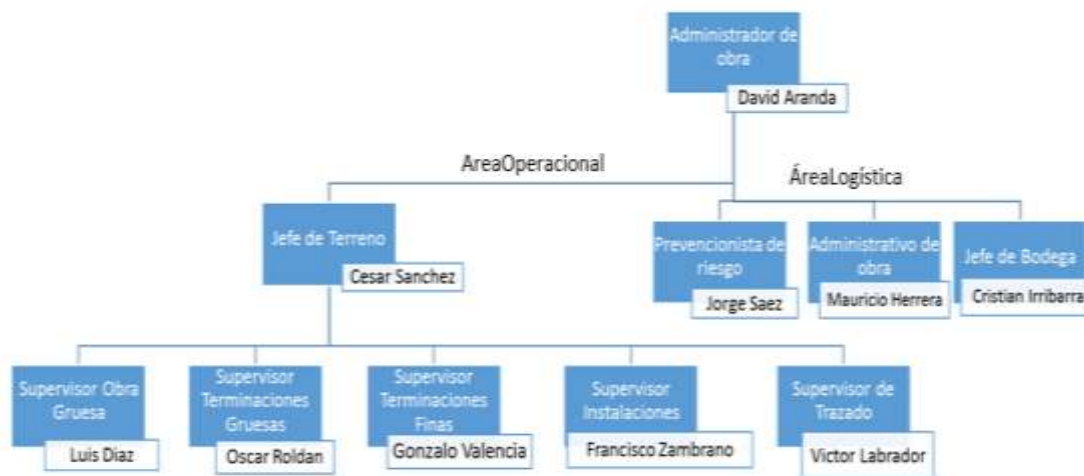 Administrador de
obra
David Aranda
AreaOperacional
ÁreaLogística
Jefe de Terreno
Cesar Sanchez
Prevencionista de
riesgo
Jorge Saez
Administrativo de
obra
Mauricio Herrera
Jefe de Bodega
Cristian Irribarra
Supervisor Obra
Gruesa
Luis Diaz
Supervisor
Terminaciones
Gruesas
Oscar Roldan
Supervisor
Terminaciones
Finas
Gonzalo Valencia
Supervisor
Instalaciones
Francisco Zambrano
Supervisor de
Trazado
Victor Labrador